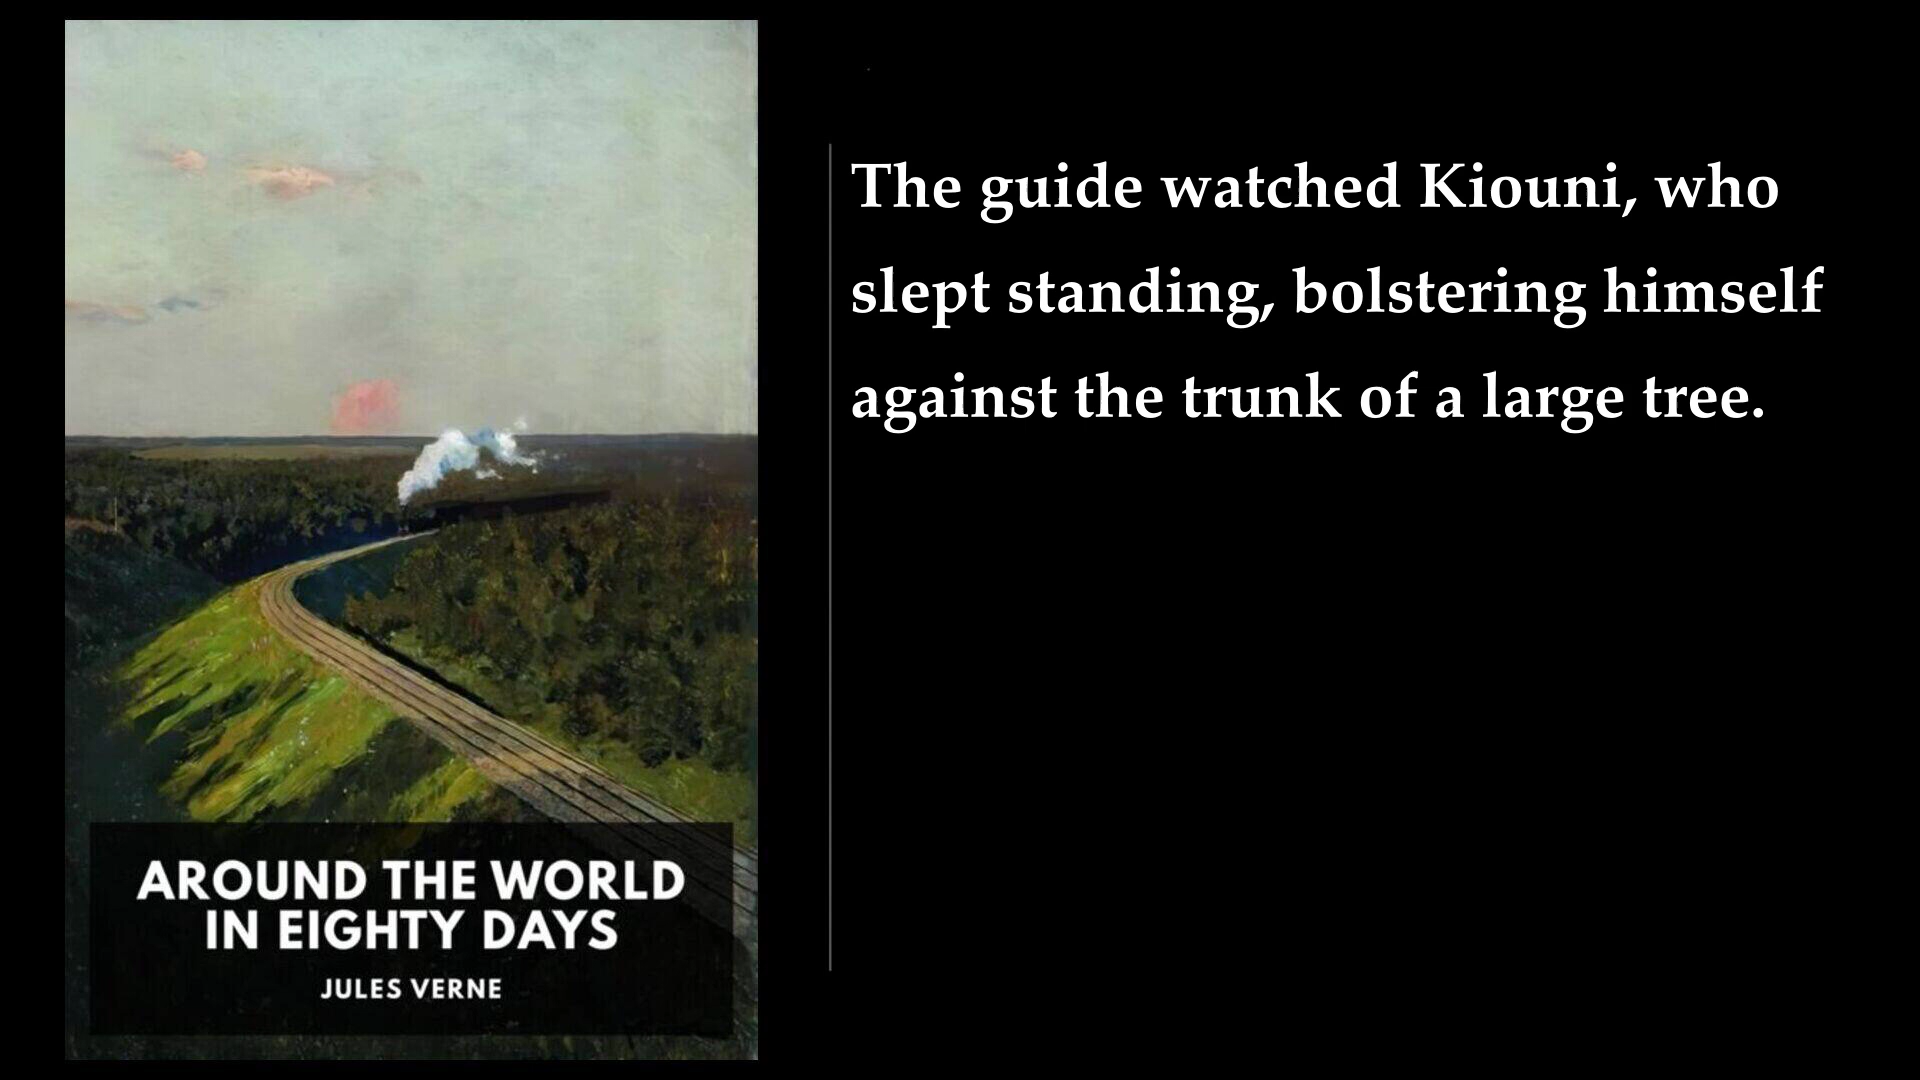 The guide watched Kiouni, who
slept standing, bolstering himself
against the trunk of a large tree.
AROUND THE WORLD
IN EIGHTY DAYS
JULES VERNE